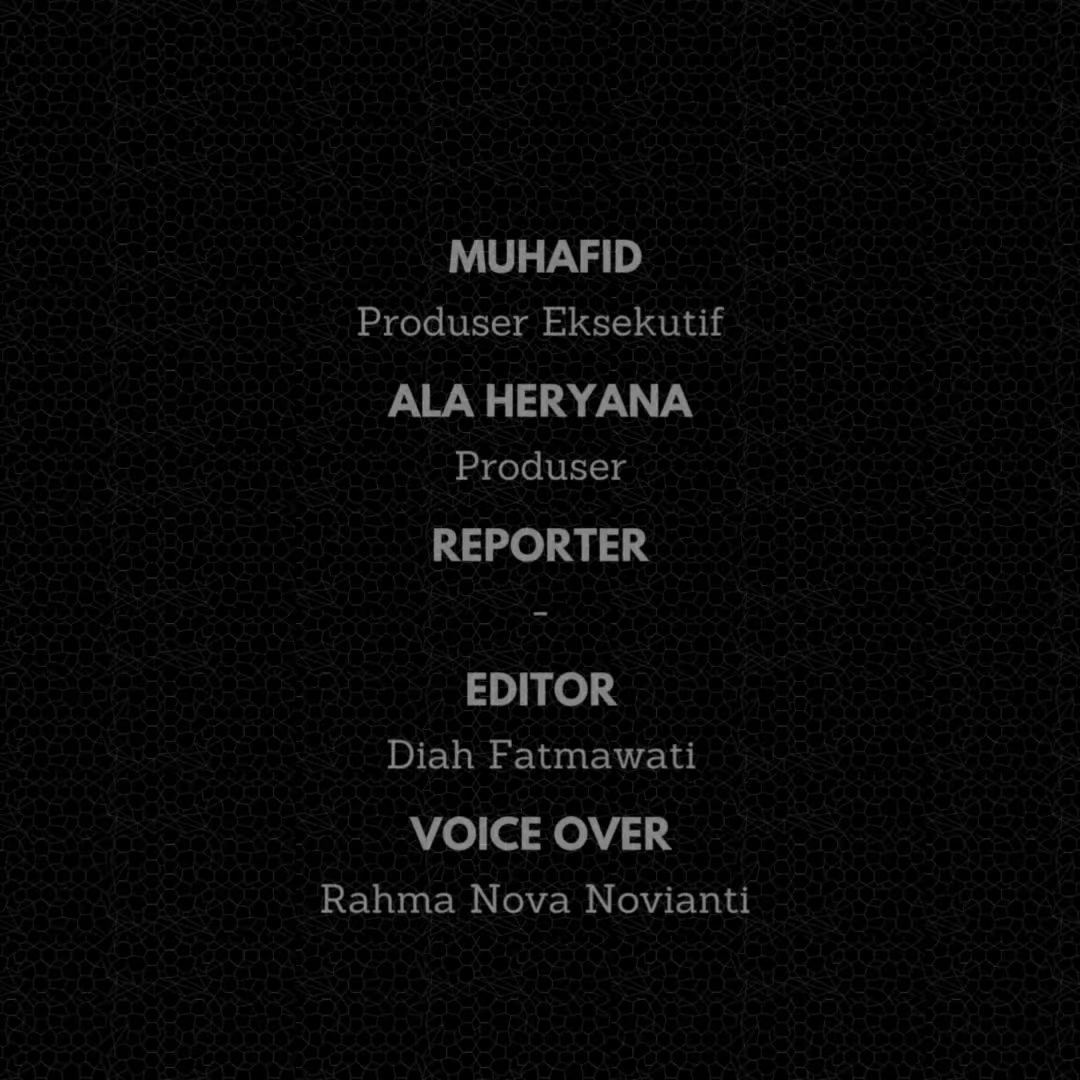 MUHAFID
Produser Eksekutif
ALA HERYANA
Produser
REPORTER
-
EDITOR
Diah Fatmawati
VOICE OVER
Rahma Nova Novianti